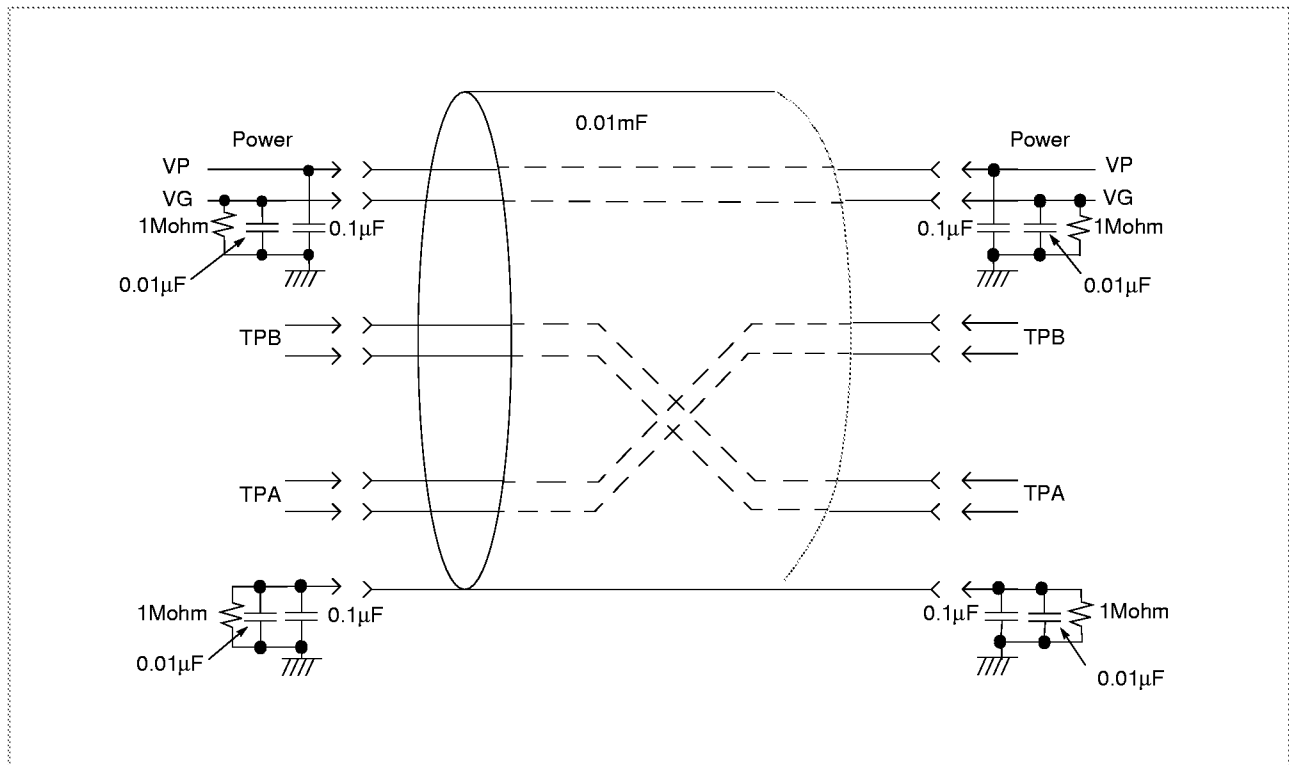 0.01mF
Power
Power
VP
VP
VG
VG
1Mohm
0.1µF
0.1µF
1Mohm
0.01µF
0.01µF
TPB
TPB
TPA
TPA
1Mohm
0.1µF
0.1µF
1Mohm
0.01µF
0.01µF